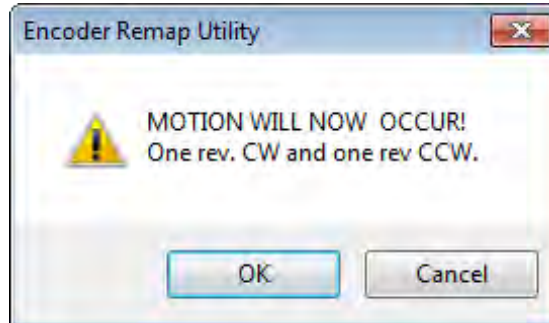 Encoder Remap Utility
MOTION WILL NOW  OCCUR!
One rev. CW and one rev CCW.
OK
Cancel